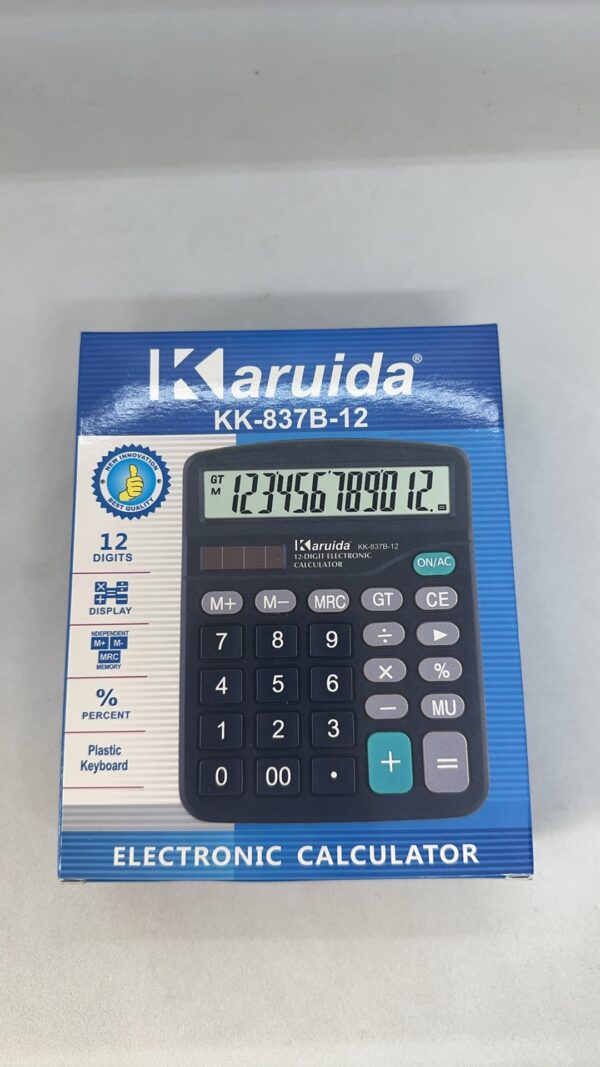 Karuida®
KK-837B-12
NEW INNOVATION
BEST QUALITY
12
DIGITS
DISPLAY
INDEPENDENT
M+ M-
MRC
MEMORY
%
PERCENT
Plastic
Keyboard
GT
M
123456789012.
=
Karuida KK-837B-12
12-DIGIT ELECTRONIC
CALCULATOR
ON/AC
M+ M− MRC GT CE
7 8 9 ÷ ▶
4 5 6 × %
1 2 3 − MU
0 00 • + =
ELECTRONIC CALCULATOR